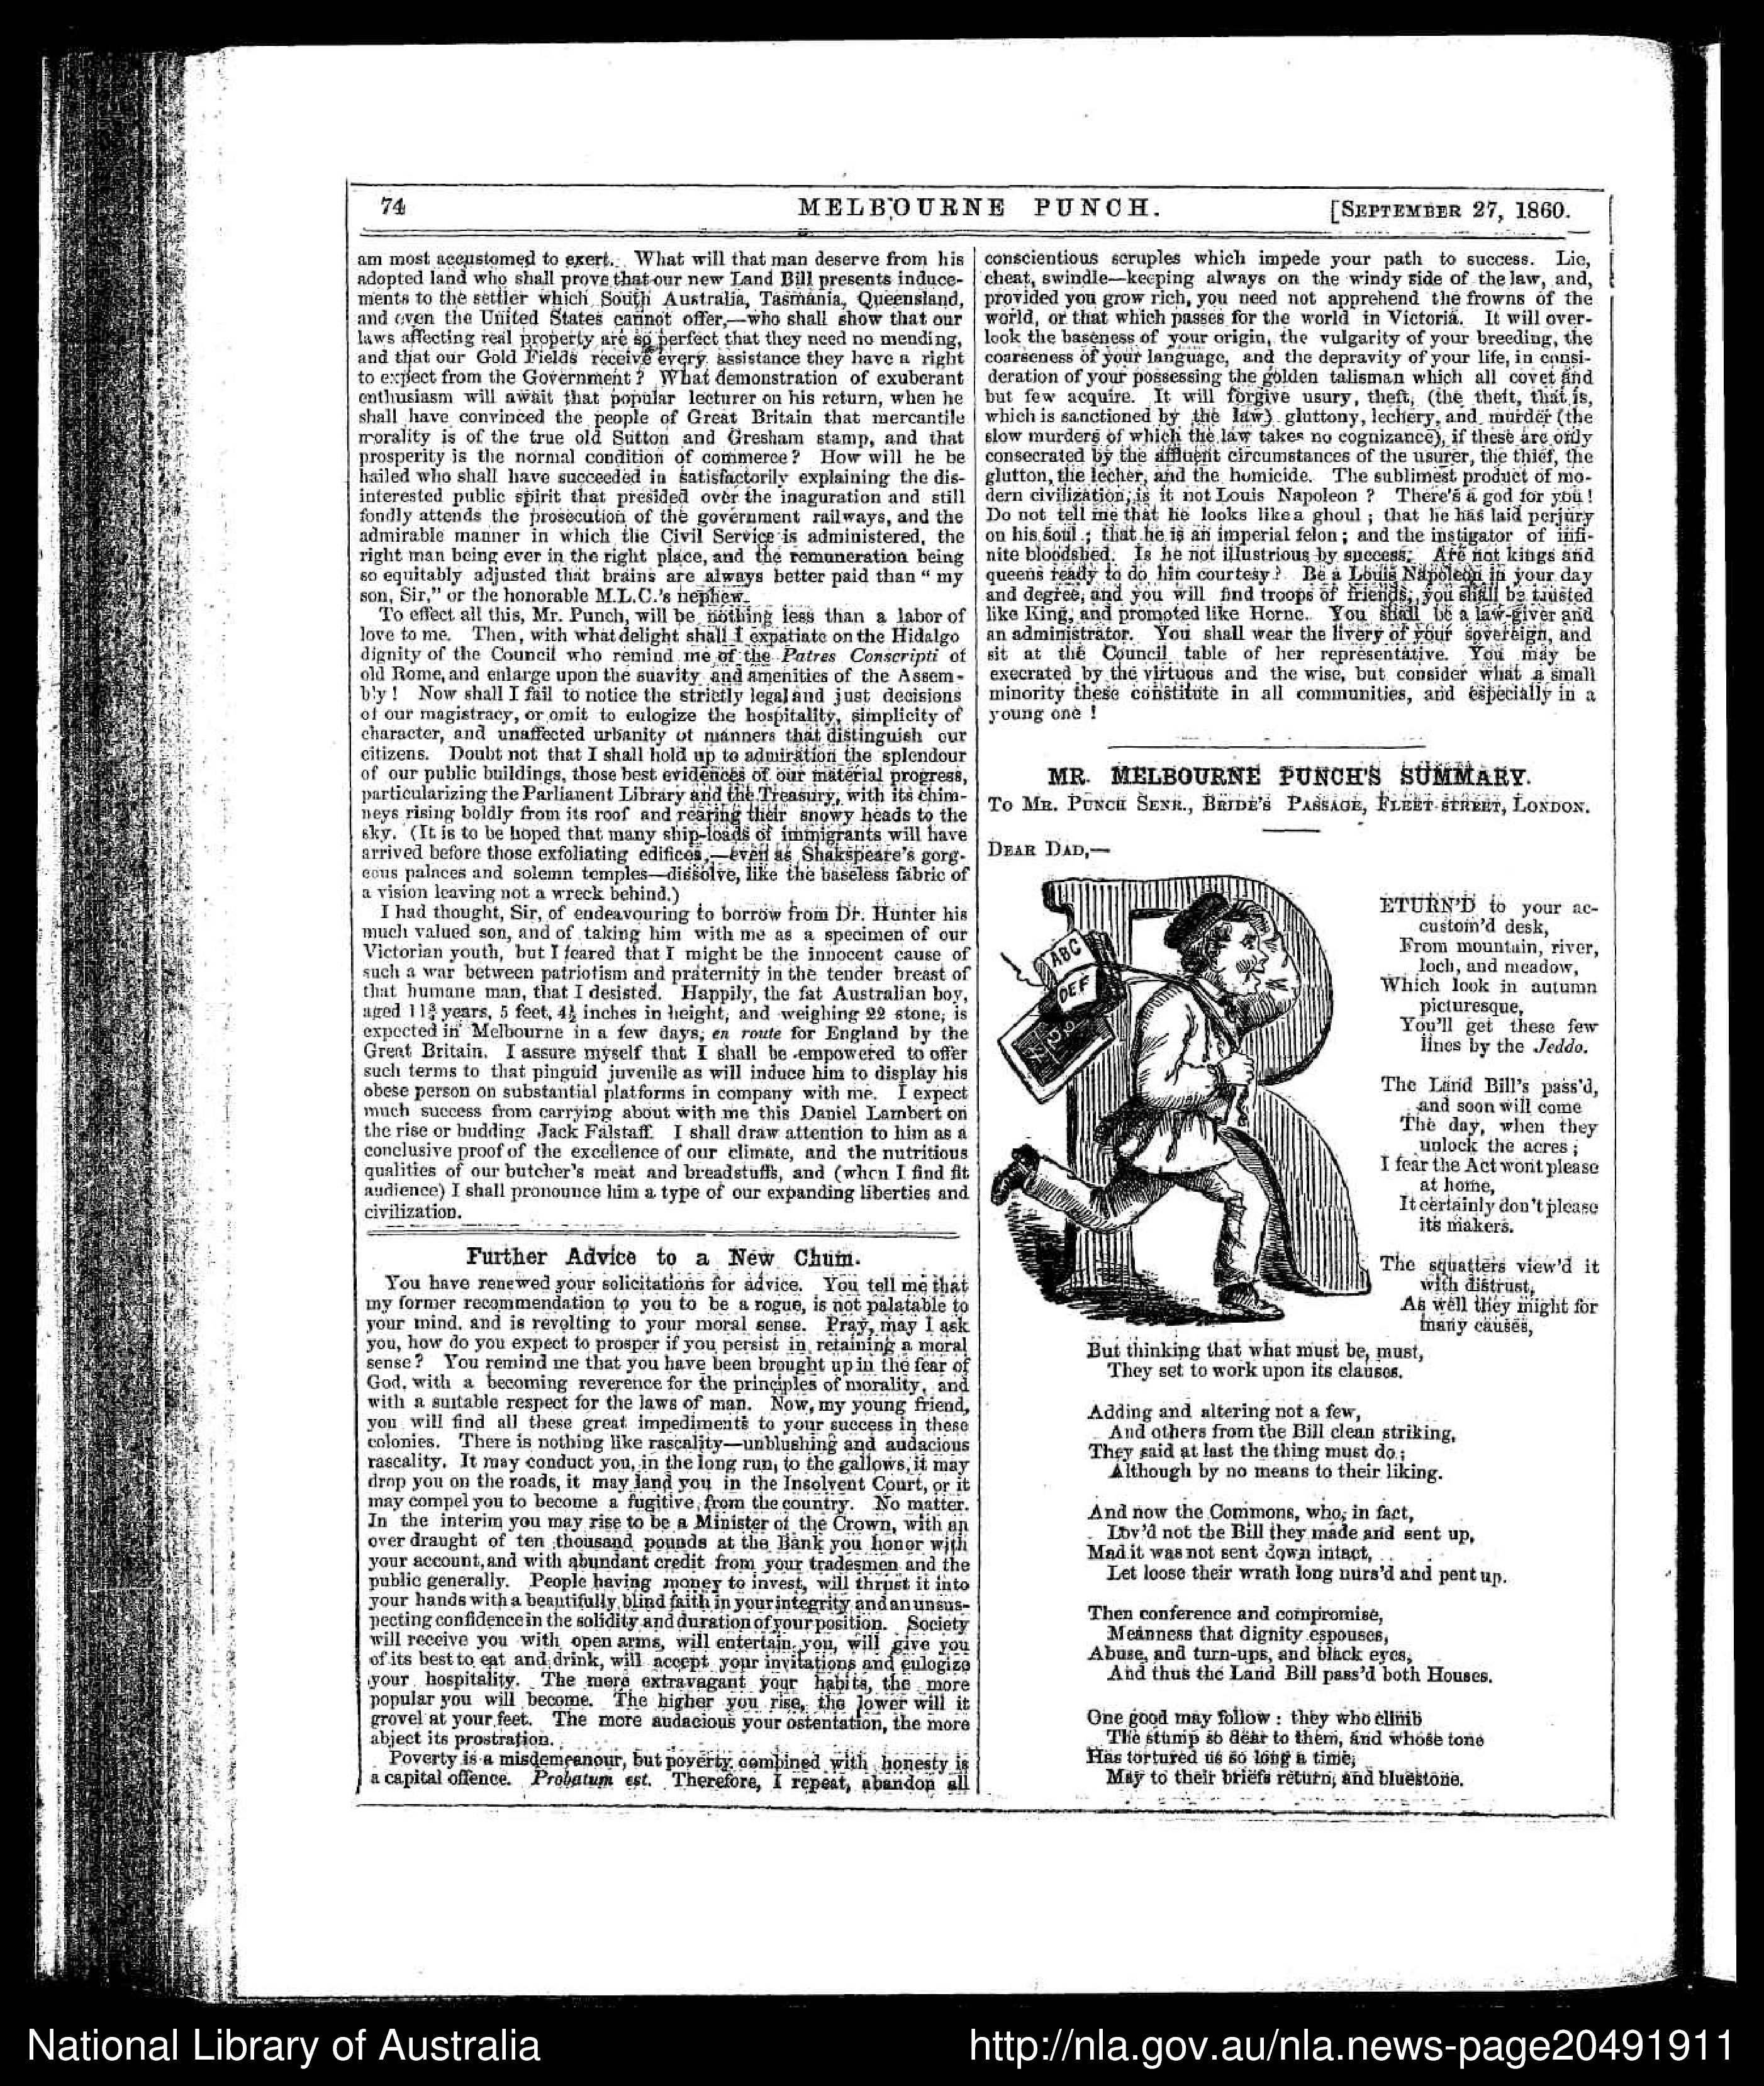 74
MELBOURNE PUNCH.
[SEPTEMBER 27, 1860.
am most accustomed to exert. What will that man deserve from his
adopted land who shall prove that our new Land Bill presents induce-
ments to the settler which South Australia, Tasmania, Queensland,
and even the United States cannot offer,—who shall show that our
laws affecting real property are so perfect that they need no mending,
and that our Gold Fields receive every assistance they have a right
to expect from the Government? What demonstration of exuberant
enthusiasm will await that popular lecturer on his return, when he
shall have convinced the people of Great Britain that mercantile
morality is of the true old Sutton and Gresham stamp, and that
prosperity is the normal condition of commerce? How will he be
hailed who shall have succeeded in satisfactorily explaining the dis-
interested public spirit that presided over the inaguration and still
fondly attends the prosecution of the government railways, and the
admirable manner in which the Civil Service is administered, the
right man being ever in the right place, and the remuneration being
so equitably adjusted that brains are always better paid than "my
son, Sir," or the honorable M.L.C.'s nephew.
To effect all this, Mr. Punch, will be nothing less than a labor of
love to me. Then, with what delight shall I expatiate on the Hidalgo
dignity of the Council who remind me of the Patres Conscripti of
old Rome, and enlarge upon the suavity and amenities of the Assem-
bly! Now shall I fail to notice the strictly legal and just decisions
of our magistracy, or omit to eulogize the hospitality, simplicity of
character, and unaffected urbanity of manners that distinguish our
citizens. Doubt not that I shall hold up to admiration the splendour
of our public buildings, those best evidences of our material progress,
particularizing the Parliament Library and the Treasury, with its chim-
neys rising boldly from its roof and rearing their snowy heads to the
sky. (It is to be hoped that many ship-loads of immigrants will have
arrived before those exfoliating edifices,—even as Shakspeare's gorg-
eous palaces and solemn temples—dissolve, like the baseless fabric of
a vision leaving not a wreck behind.)
I had thought, Sir, of endeavouring to borrow from Dr. Hunter his
much valued son, and of taking him with me as a specimen of our
Victorian youth, but I feared that I might be the innocent cause of
such a war between patriotism and praternity in the tender breast of
that humane man, that I desisted. Happily, the fat Australian boy,
aged 11¾ years, 5 feet, 4½ inches in height, and weighing 22 stone, is
expected in Melbourne in a few days, en route for England by the
Great Britain. I assure myself that I shall be empowered to offer
such terms to that pinguid juvenile as will induce him to display his
obese person on substantial platforms in company with me. I expect
much success from carrying about with me this Daniel Lambert on
the rise or budding Jack Falstaff. I shall draw attention to him as a
conclusive proof of the excellence of our climate, and the nutritious
qualities of our butcher's meat and breadstuffs, and (when I find fit
audience) I shall pronounce him a type of our expanding liberties and
civilization.
Further Advice to a New Chum.
You have renewed your solicitations for advice. You tell me that
my former recommendation to you to be a rogue, is not palatable to
your mind, and is revolting to your moral sense. Pray, may I ask
you, how do you expect to prosper if you persist in retaining a moral
sense? You remind me that you have been brought up in the fear of
God, with a becoming reverence for the principles of morality, and
with a suitable respect for the laws of man. Now, my young friend,
you will find all these great impediments to your success in these
colonies. There is nothing like rascality—unblushing and audacious
rascality. It may conduct you, in the long run, to the gallows, it may
drop you on the roads, it may land you in the Insolvent Court, or it
may compel you to become a fugitive from the country. No matter.
In the interim you may rise to be a Minister of the Crown, with an
over draught of ten thousand pounds at the Bank you honor with
your account, and with abundant credit from your tradesmen and the
public generally. People having money to invest, will thrust it into
your hands with a beautifully blind faith in your integrity and an unsus-
pecting confidence in the solidity and duration of your position. Society
will receive you with open arms, will entertain you, will give you
of its best to eat and drink, will accept your invitations and eulogize
your hospitality. The more extravagant your habits, the more
popular you will become. The higher you rise, the lower will it
grovel at your feet. The more audacious your ostentation, the more
abject its prostration.
Poverty is a misdemeanour, but poverty combined with honesty is
a capital offence. Probatum est. Therefore, I repeat, abandon all
conscientious scruples which impede your path to success. Lie,
cheat, swindle—keeping always on the windy side of the law, and,
provided you grow rich, you need not apprehend the frowns of the
world, or that which passes for the world in Victoria. It will over-
look the baseness of your origin, the vulgarity of your breeding, the
coarseness of your language, and the depravity of your life, in consi-
deration of your possessing the golden talisman which all covet and
but few acquire. It will forgive usury, theft, (the theft, that is,
which is sanctioned by the law) gluttony, lechery, and murder (the
slow murders of which the law takes no cognizance), if these are only
consecrated by the affluent circumstances of the usurer, the thief, the
glutton, the lecher, and the homicide. The sublimest product of mo-
dern civilization, is it not Louis Napoleon? There's a god for you!
Do not tell me that he looks like a ghoul; that he has laid perjury
on his soul; that he is an imperial felon; and the instigator of infi-
nite bloodshed. Is he not illustrious by success. Are not kings and
queens ready to do him courtesy? Be a Louis Napoleon in your day
and degree, and you will find troops of friends, you shall be trusted
like King, and promoted like Horne. You shall be a law-giver and
an administrator. You shall wear the livery of your sovereign, and
sit at the Council table of her representative. You may be
execrated by the virtuous and the wise, but consider what a small
minority these constitute in all communities, and especially in a
young one!
MR. MELBOURNE PUNCH'S SUMMARY.
TO MR. PUNCH SENR., BRIDE'S PASSAGE, FLEET-STREET, LONDON.
DEAR DAD,—
ABC
DEF
RETURN'D to your ac-
custom'd desk,
From mountain, river,
loch, and meadow,
Which look in autumn
picturesque,
You'll get these few
lines by the Jeddo.
The Land Bill's pass'd,
and soon will come
The day, when they
unlock the acres;
I fear the Act wont please
at home,
It certainly don't please
its makers.
The squatters view'd it
with distrust,
As well they might for
many causes,
But thinking that what must be, must,
They set to work upon its clauses.
Adding and altering not a few,
And others from the Bill clean striking,
They said at last the thing must do;
Although by no means to their liking.
And now the Commons, who, in fact,
Lov'd not the Bill they made and sent up,
Mad it was not sent down intact,
Let loose their wrath long nurs'd and pent up.
Then conference and compromise,
Meanness that dignity espouses,
Abuse, and turn-ups, and black eyes,
And thus the Land Bill pass'd both Houses.
One good may follow: they who climb
The stump so dear to them, and whose tone
Has tortured us so long a time,
May to their briefs return, and bluestone.
National Library of Australia
http://nla.gov.au/nla.news-page20491911